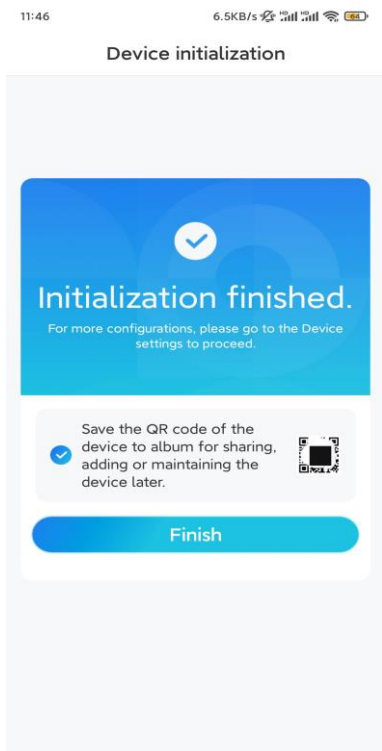 11:46
6.5KB/s
64
Device initialization
Initialization finished.
For more configurations, please go to the Device
settings to proceed.
Save the QR code of the
device to album for sharing,
adding or maintaining the
device later.
Finish